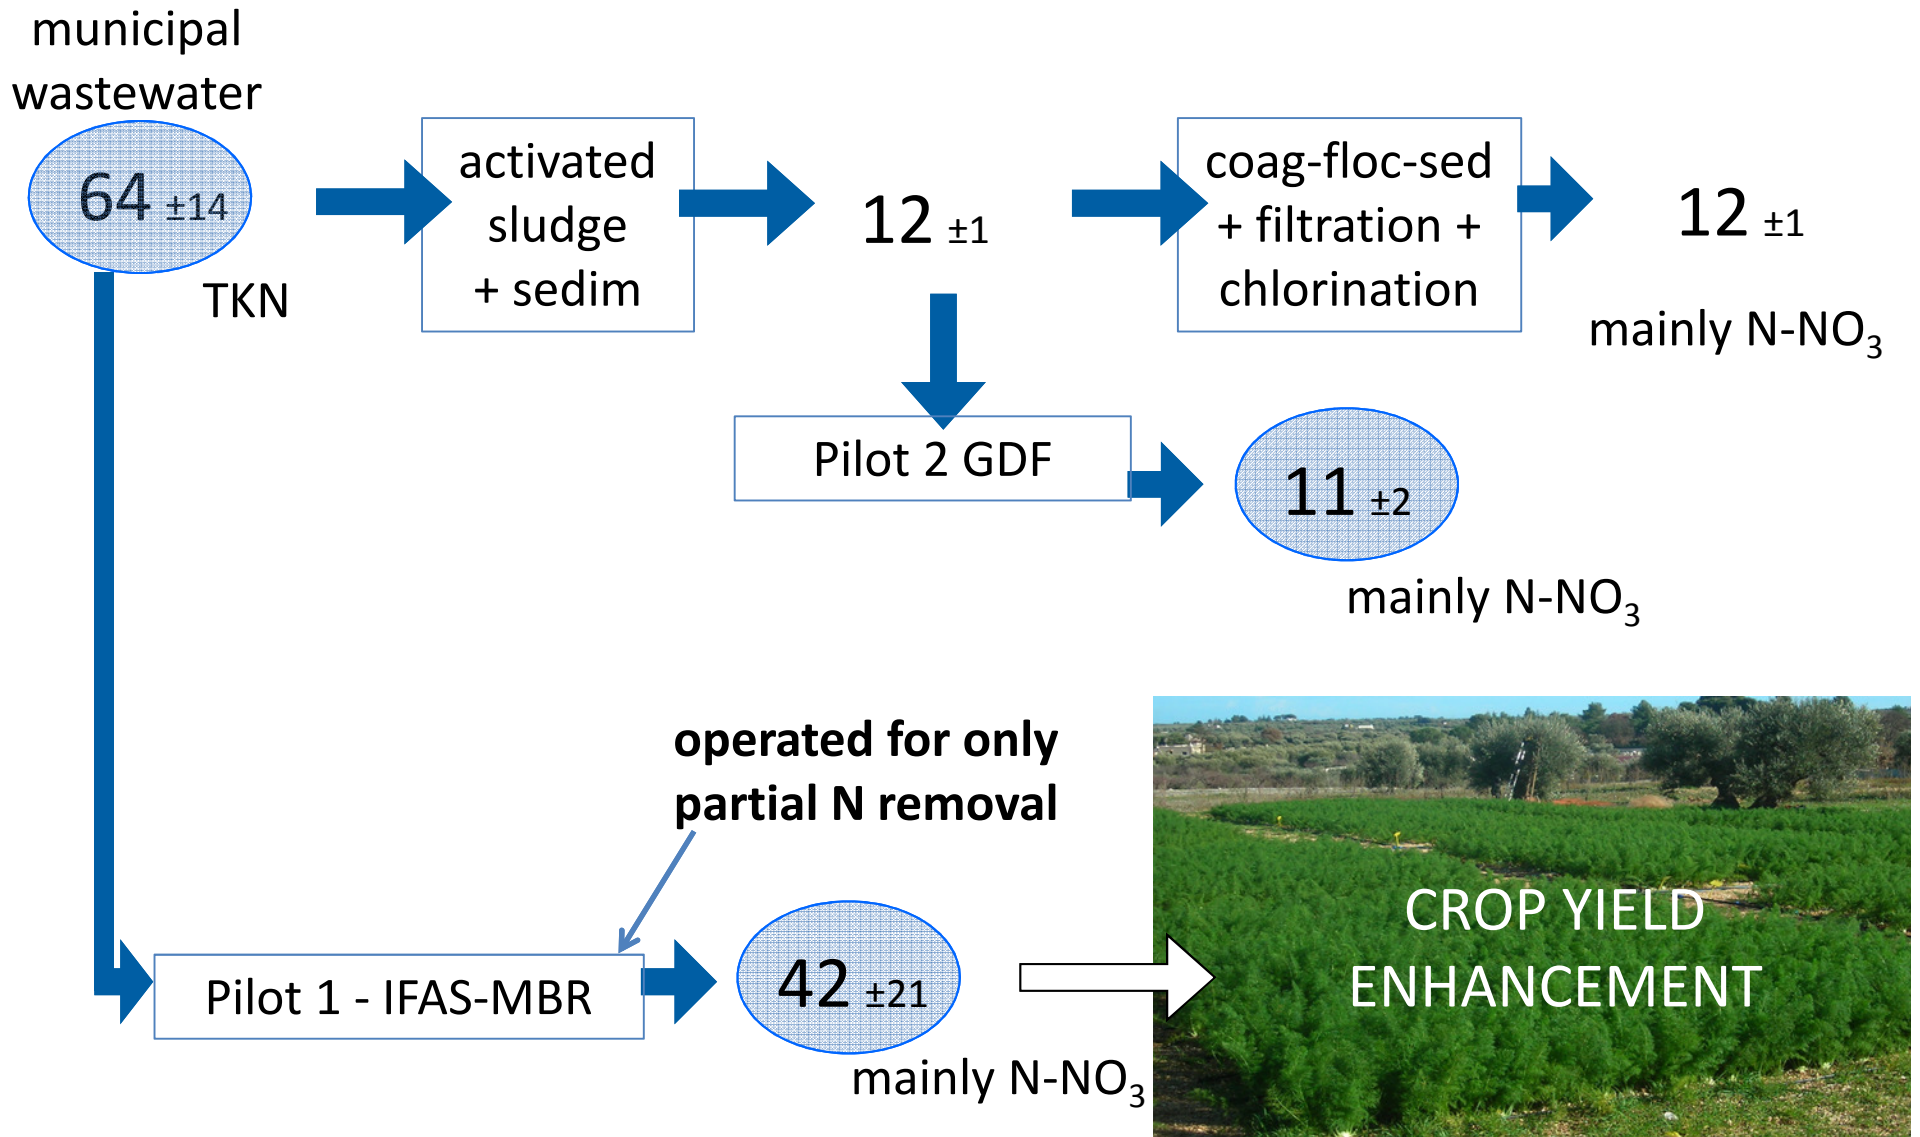 municipal
wastewater
64 ±14
TKN
activated
sludge
+ sedim
12 ±1
coag-floc-sed
+ filtration +
chlorination
12 ±1
mainly N-NO₃
Pilot 2 GDF
11 ±2
mainly N-NO₃
operated for only
partial N removal
Pilot 1 - IFAS-MBR
42 ±21
mainly N-NO₃
CROP YIELD
ENHANCEMENT